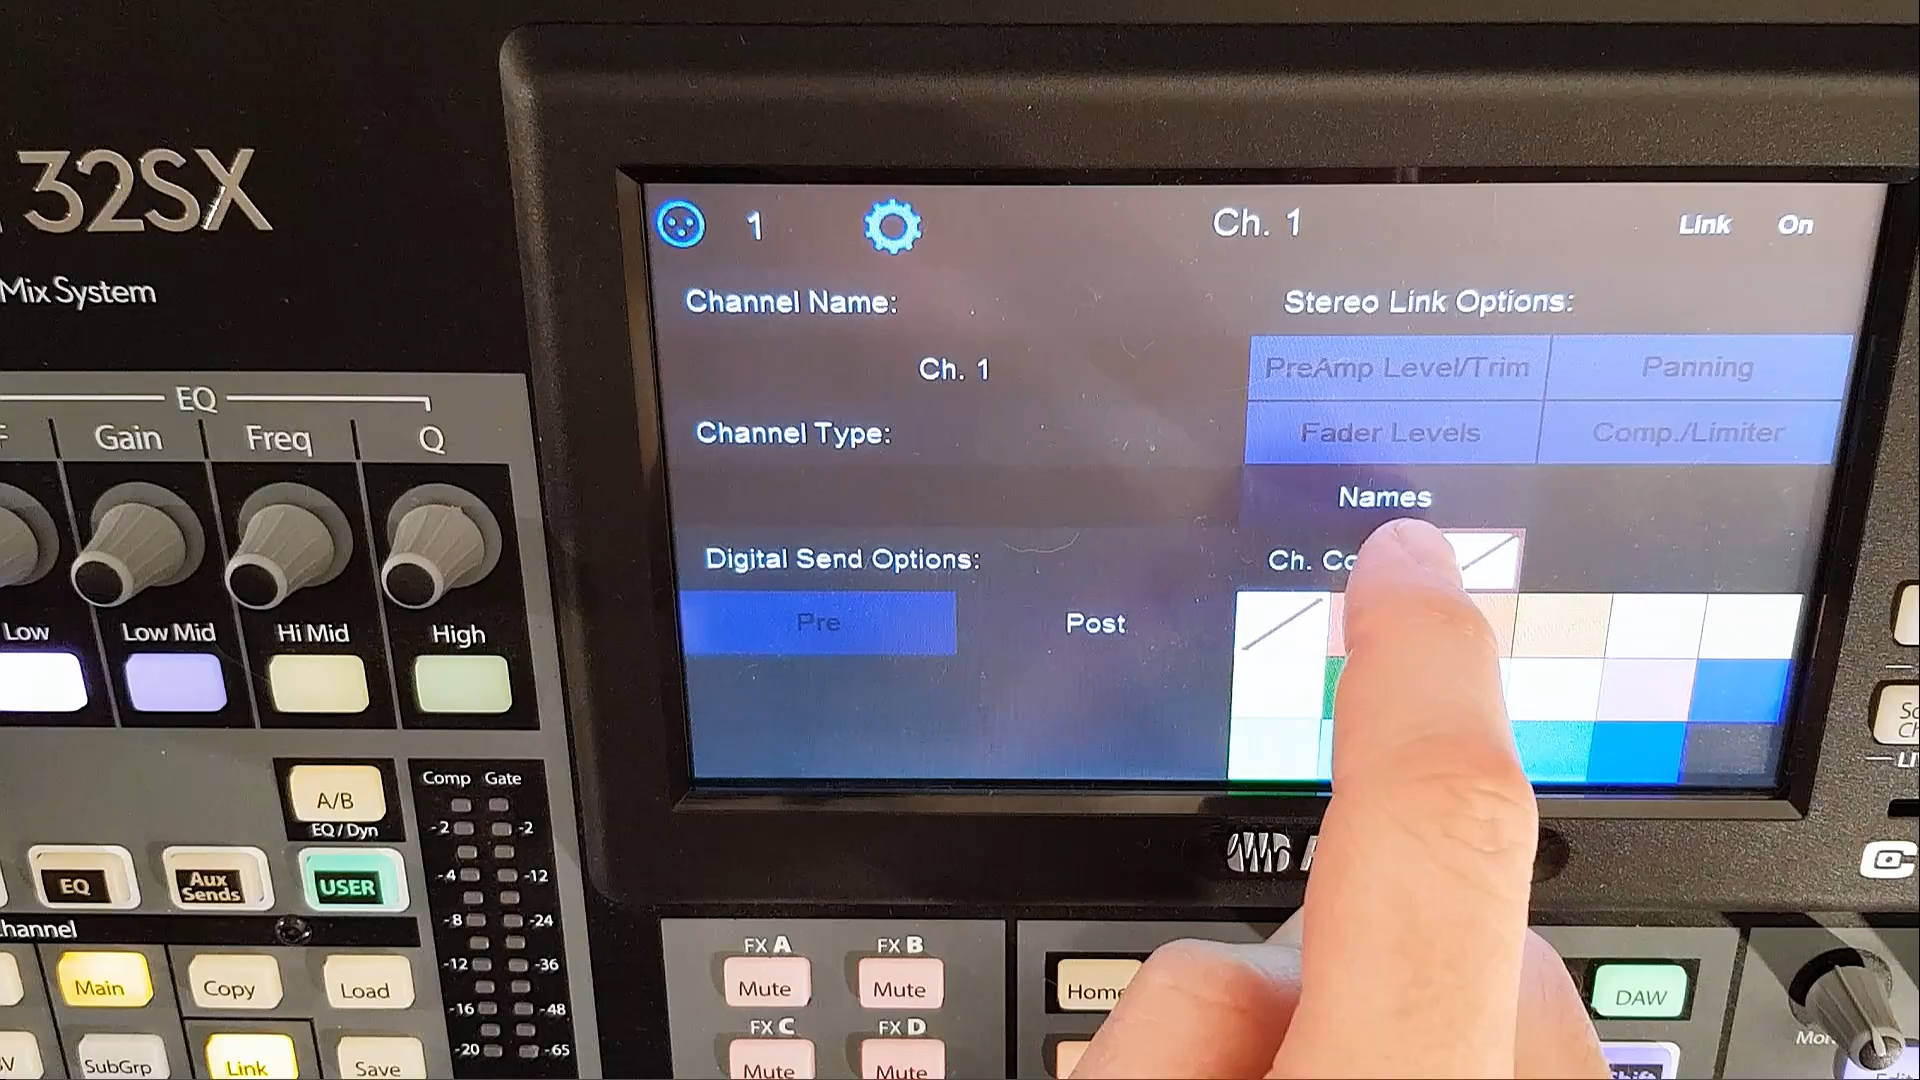 32SX
Mix System
1
Ch. 1
Link
On
Channel Name:
Stereo Link Options:
Ch. 1
PreAmp Level/Trim
Panning
Channel Type:
Fader Levels
Comp./Limiter
Names
Digital Send Options:
Ch.
Pre
Post
EQ
Gain
Freq
Q
Low
Low Mid
Hi Mid
High
A/B
EQ / Dyn
EQ
Aux
Sends
USER
Comp
Gate
-2
-2
-4
-12
-8
-24
-12
-36
-16
-48
-20
-65
Main
Copy
Load
SubGrp
Link
Save
FX A
FX B
Mute
Mute
FX C
FX D
Mute
Mute
Home
DAW